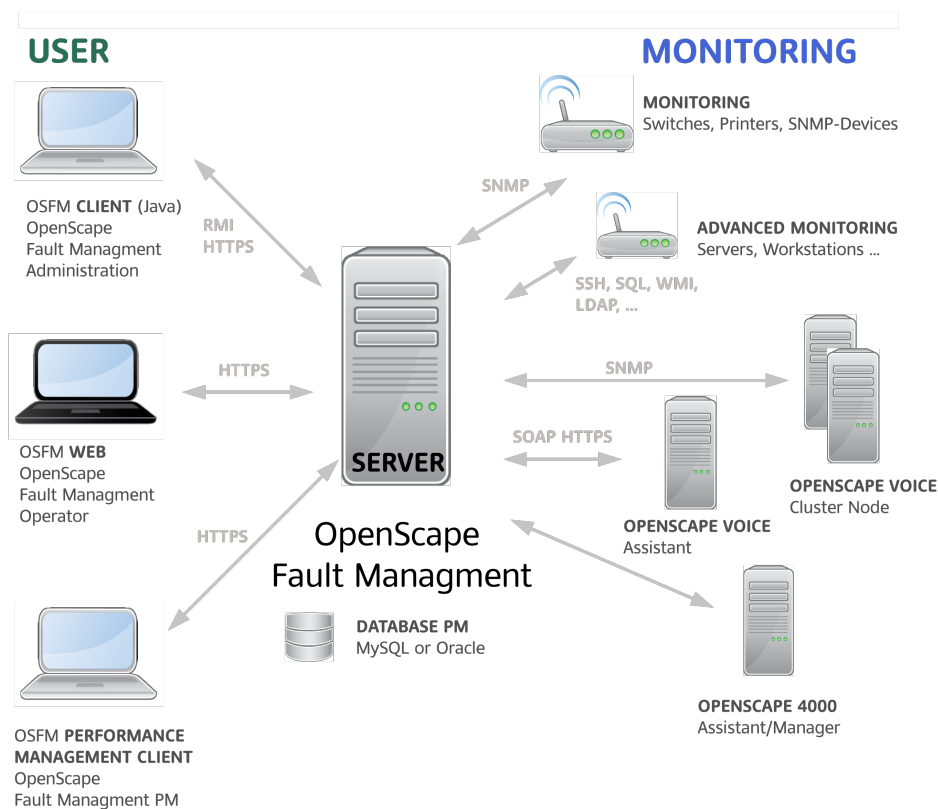 USER
MONITORING
OSFM CLIENT (Java)
OpenScape
Fault Managment
Administration
RMI
HTTPS
SNMP
MONITORING
Switches, Printers, SNMP-Devices
ADVANCED MONITORING
Servers, Workstations ...
SSH, SQL, WMI,
LDAP, ...
HTTPS
SNMP
OSFM WEB
OpenScape
Fault Managment
Operator
SERVER
SOAP HTTPS
OPENSCAPE VOICE
Cluster Node
OPENSCAPE VOICE
Assistant
HTTPS
OpenScape
Fault Managment
DATABASE PM
MySQL or Oracle
OPENSCAPE 4000
Assistant/Manager
OSFM PERFORMANCE
MANAGEMENT CLIENT
OpenScape
Fault Managment PM